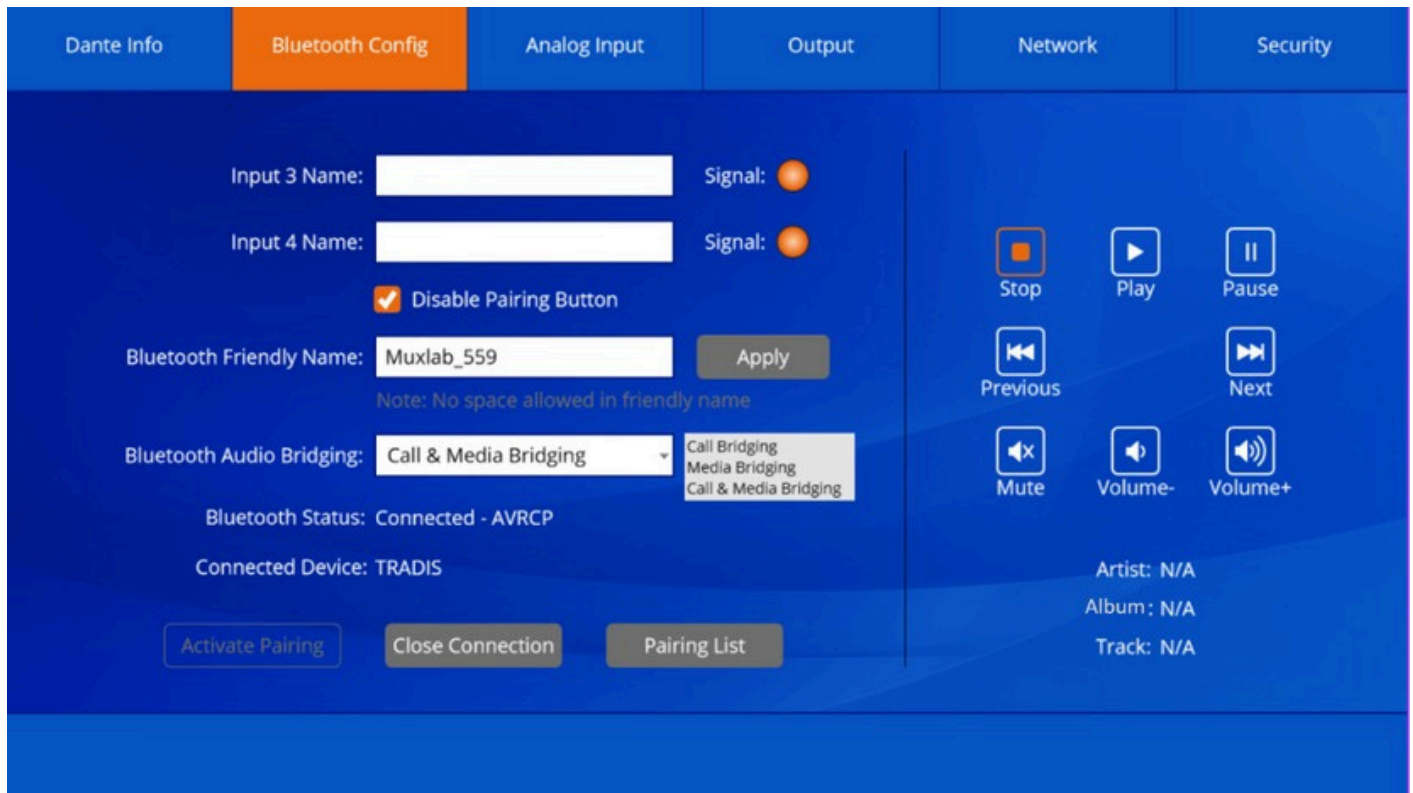 Dante Info
Bluetooth Config
Analog Input
Output
Network
Security
Input 3 Name:
Signal:
Input 4 Name:
Signal:
Disable Pairing Button
Bluetooth Friendly Name:
Muxlab_559
Apply
Note: No space allowed in friendly name
Bluetooth Audio Bridging:
Call & Media Bridging
Call Bridging
Media Bridging
Call & Media Bridging
Bluetooth Status: Connected - AVRCP
Connected Device: TRADIS
Activate Pairing
Close Connection
Pairing List
Stop
Play
Pause
Previous
Next
Mute
Volume-
Volume+
Artist: N/A
Album: N/A
Track: N/A